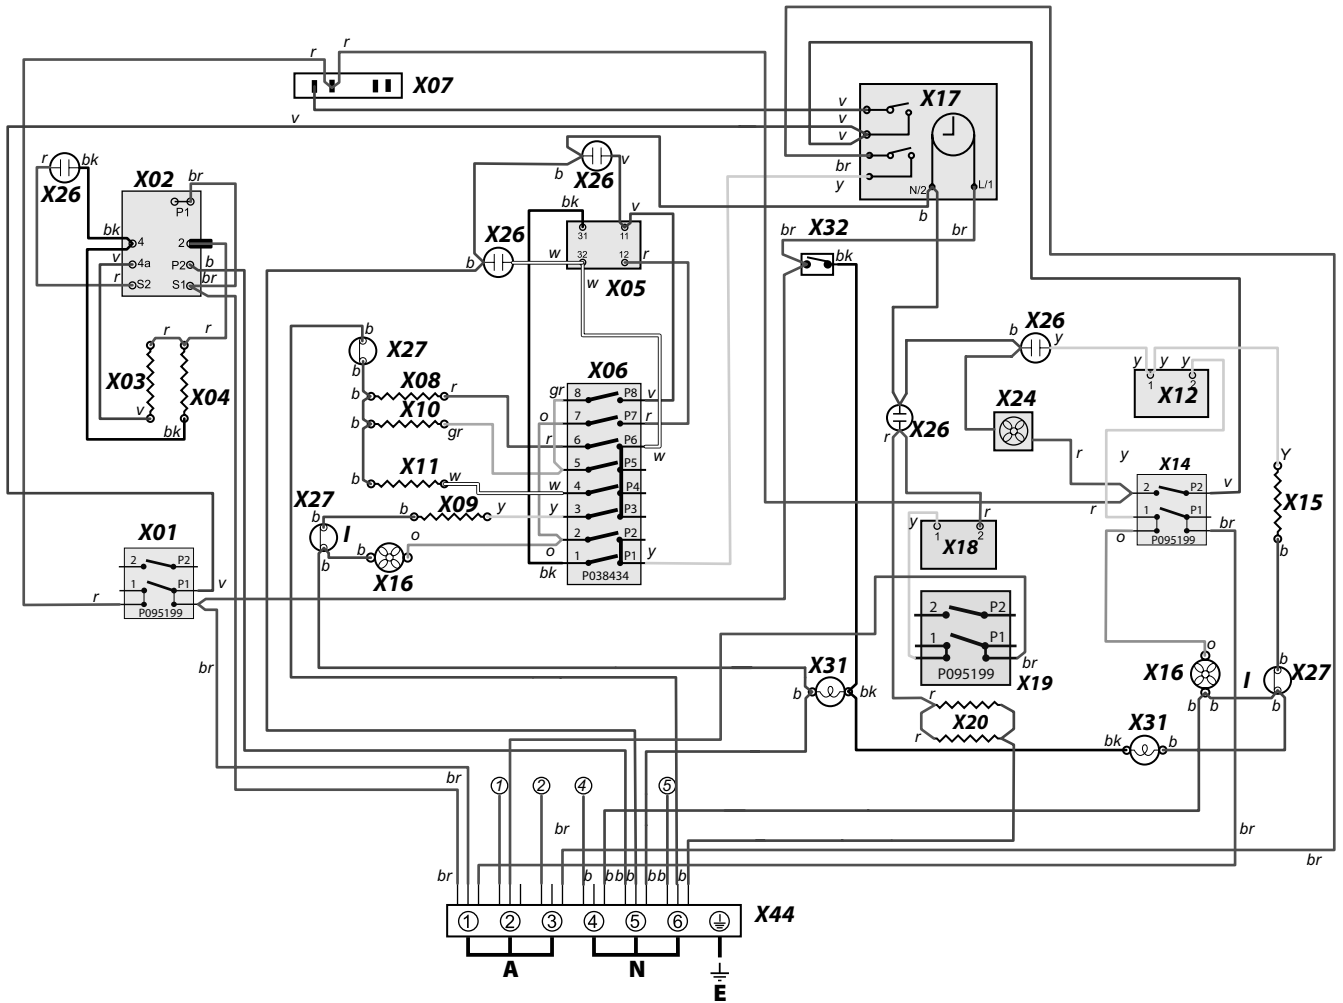 r
r
X07
v
r
bk
X26
X02
br
P1
bk
4
2
v
4a
P2
b
r
S2
S1
br
r
r
X03
X04
v
bk
X01
2
P2
1
P1
v
r
P095199
br
b
X26
v
bk
v
31
11
X26
b
w
32
12
r
w
X05
b
X27
b
X08
r
b
X10
b
gr
X11
b
w
X27
X09
b
b
y
I
b
b
o
X16
X06
gr
8
P8
v
o
7
P7
r
r
6
P6
w
5
P5
w
4
P4
y
3
P3
2
P2
o
1
P1
y
bk
P038434
v
X17
v
v
br
y
N/2
L/1
b
br
br
X32
bk
X26
b
y
y
y
y
1
2
X12
X24
X26
r
r
y
X14
2
P2
v
r
1
P1
br
o
P095199
Y
X15
b
y
r
1
2
X18
2
P2
1
P1
br
P095199
X19
r
X20
r
X31
b
bk
o
X16
b
b
I
b
X27
b
X31
bk
b
br
1
2
4
5
br
br
br
br
b
b
b
b
b
b
b
1
2
3
4
5
6
X44
A
N
E